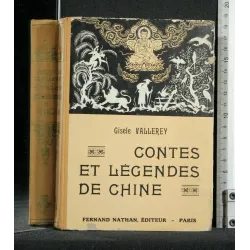 Gisèle VALLEREY
CONTES
ET LÉGENDES
DE CHINE
FERNAND NATHAN, ÉDITEUR - PARIS